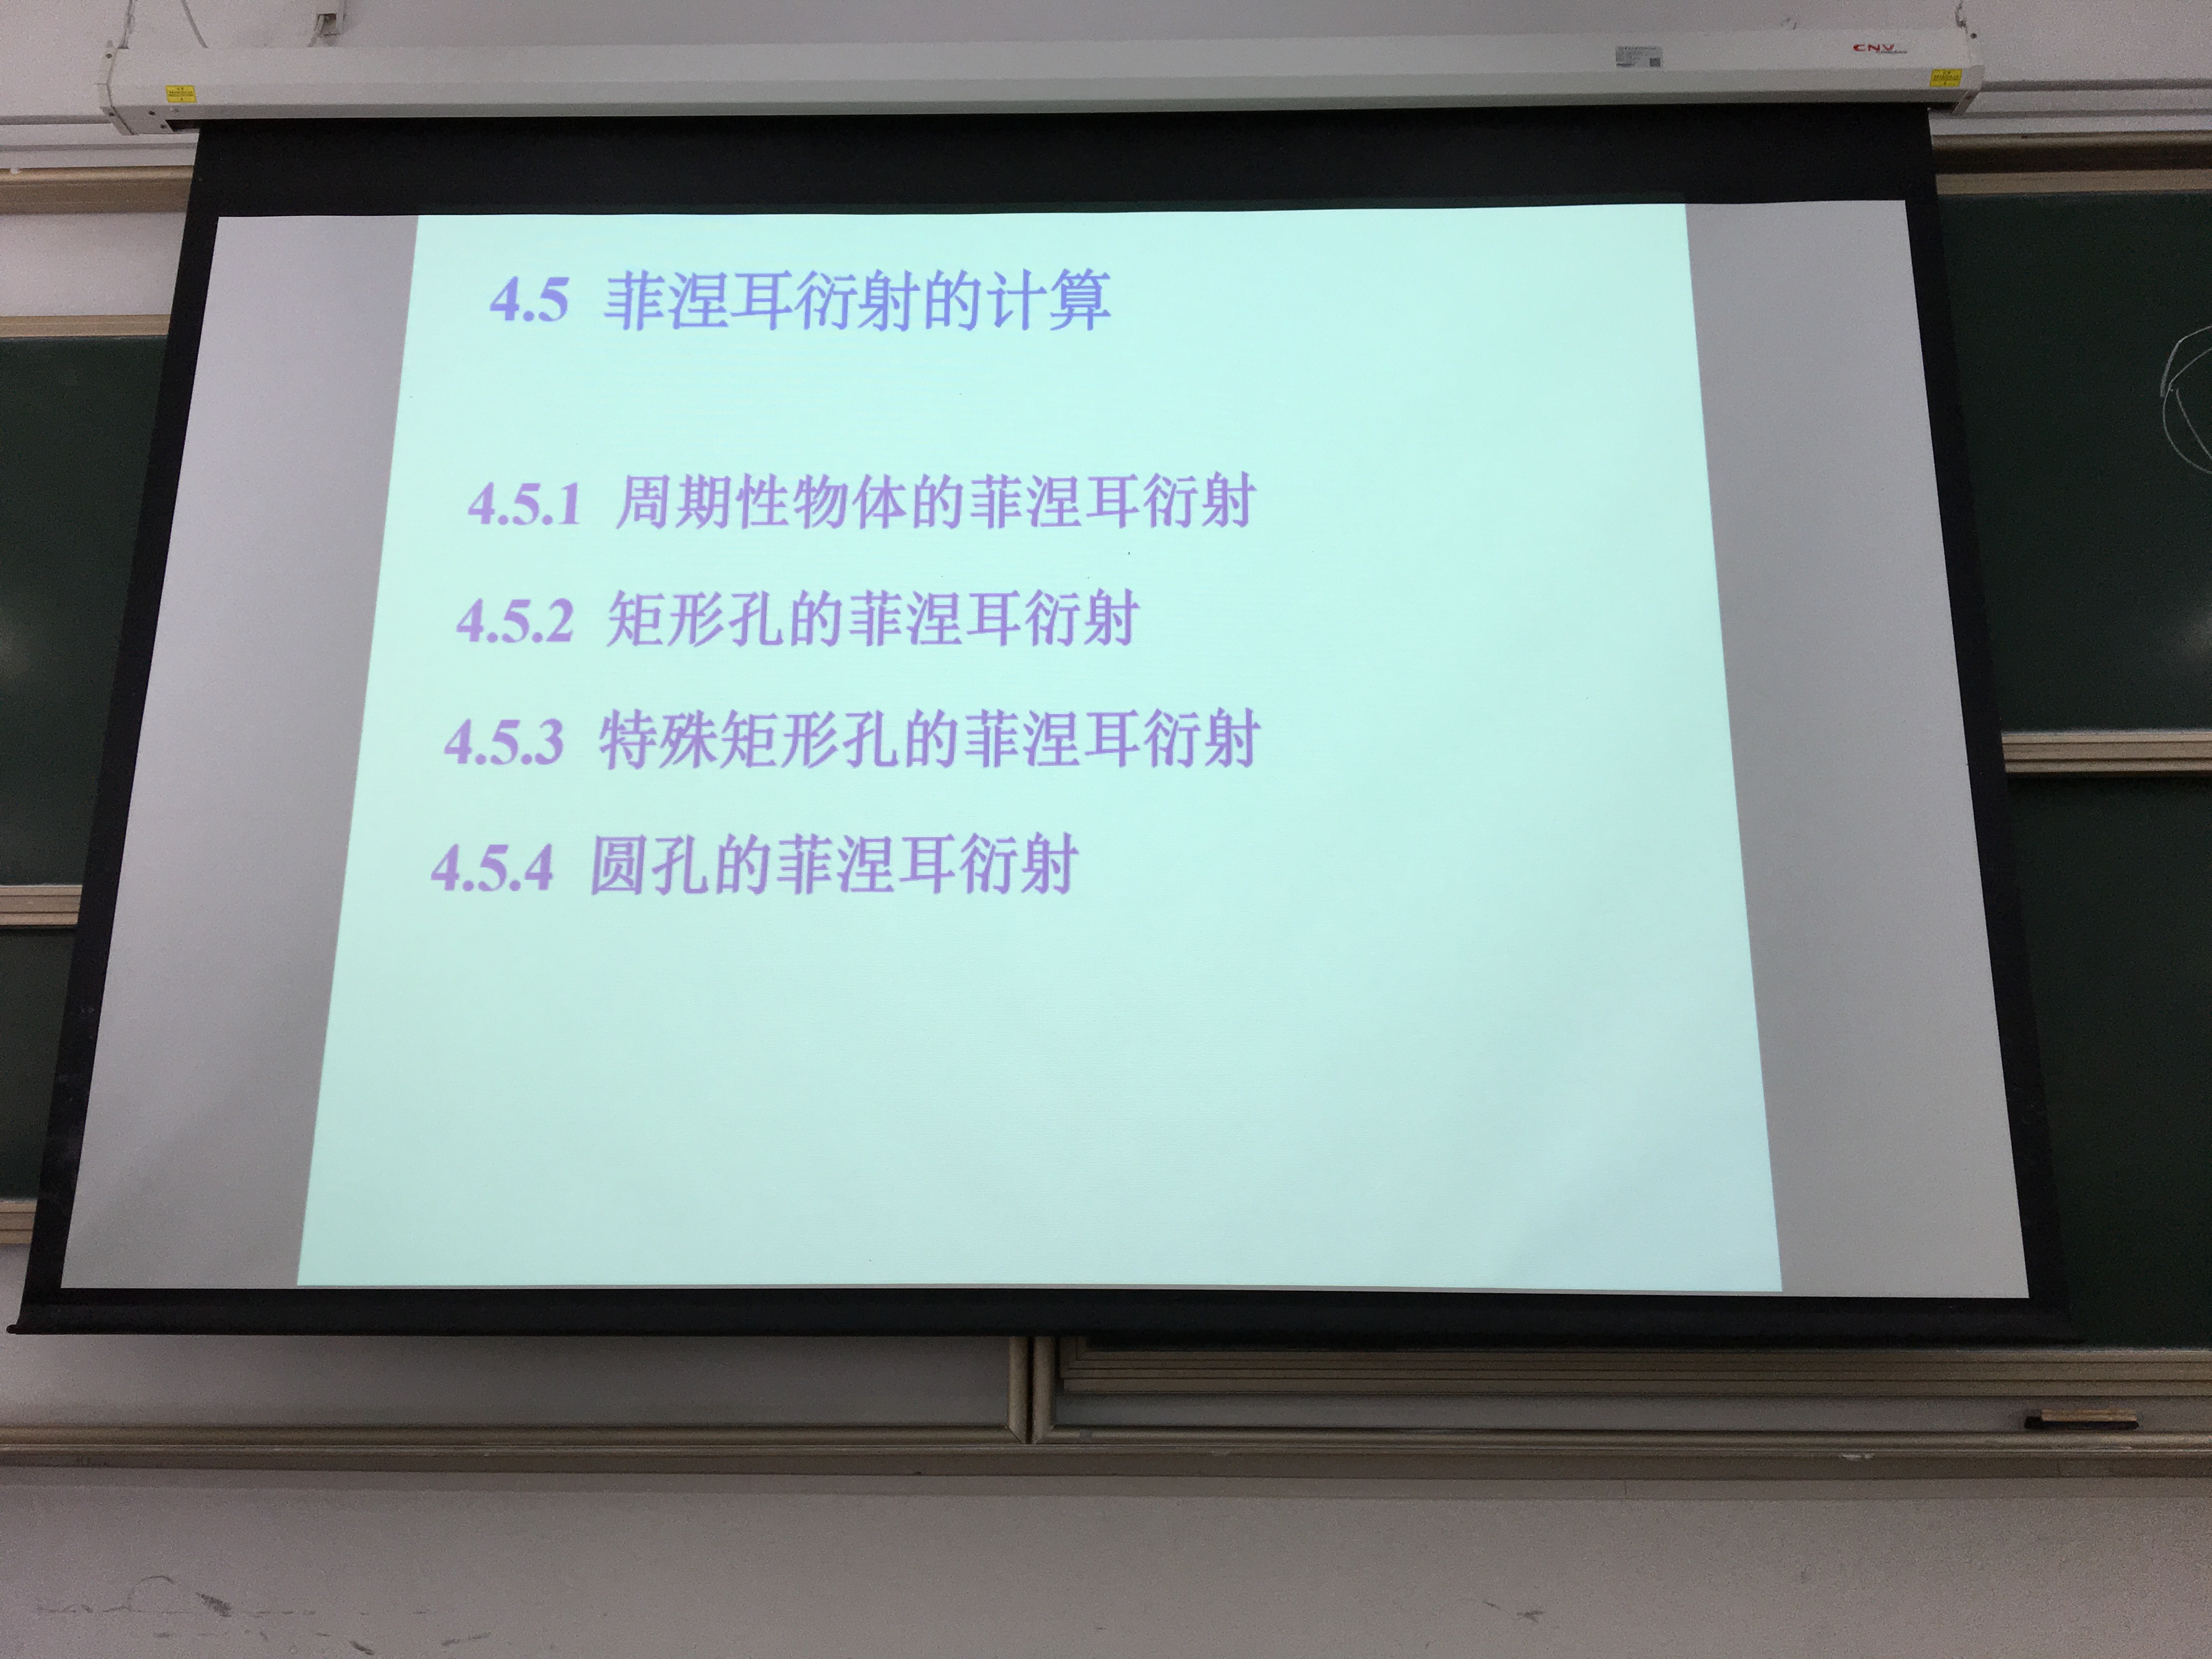 CNV
4.5 菲涅耳衍射的计算
4.5.1 周期性物体的菲涅耳衍射
4.5.2 矩形孔的菲涅耳衍射
4.5.3 特殊矩形孔的菲涅耳衍射
4.5.4 圆孔的菲涅耳衍射